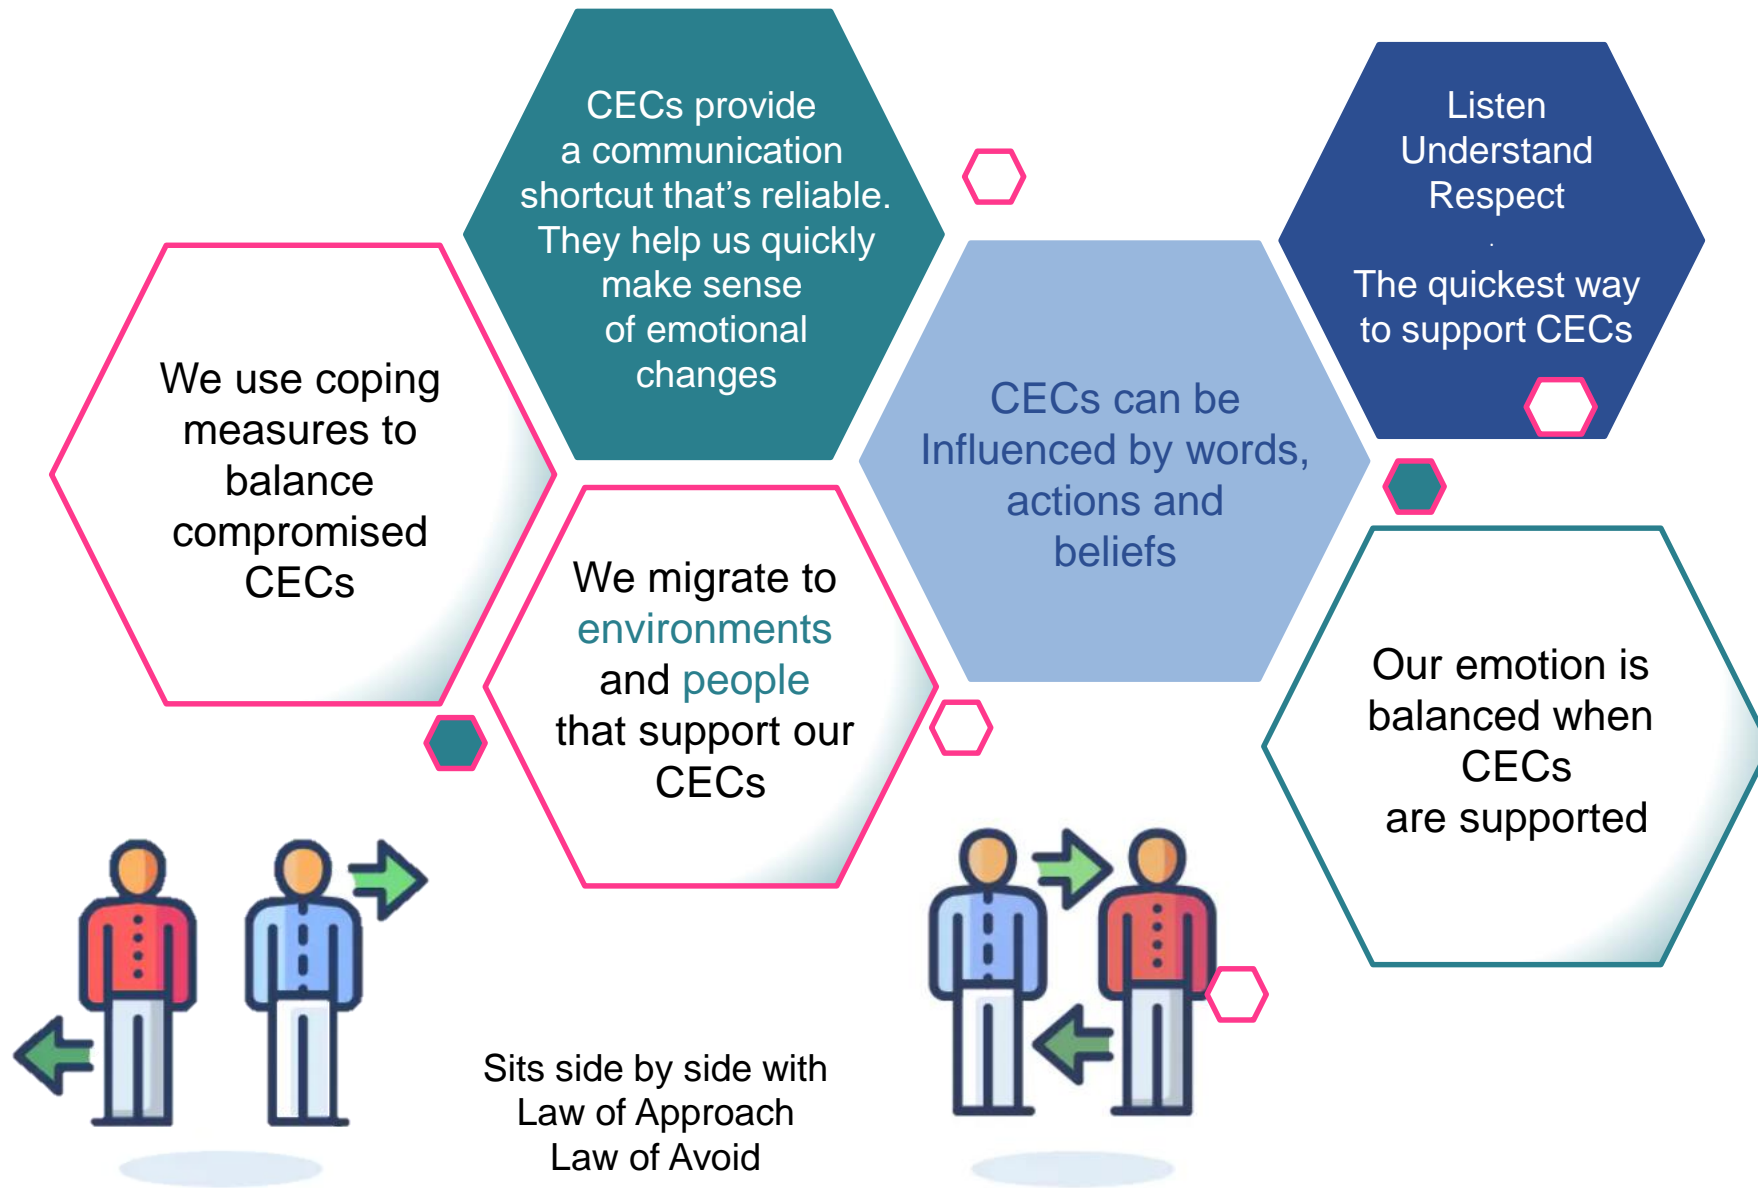 We use coping
measures to
balance
compromised
CECs
CECs provide
a communication
shortcut that’s reliable.
They help us quickly
make sense
of emotional
changes
We migrate to
environments
and people
that support our
CECs
CECs can be
Influenced by words,
actions and
beliefs
Listen
Understand
Respect
.
The quickest way
to support CECs
Our emotion is
balanced when
CECs
are supported
Sits side by side with
Law of Approach
Law of Avoid